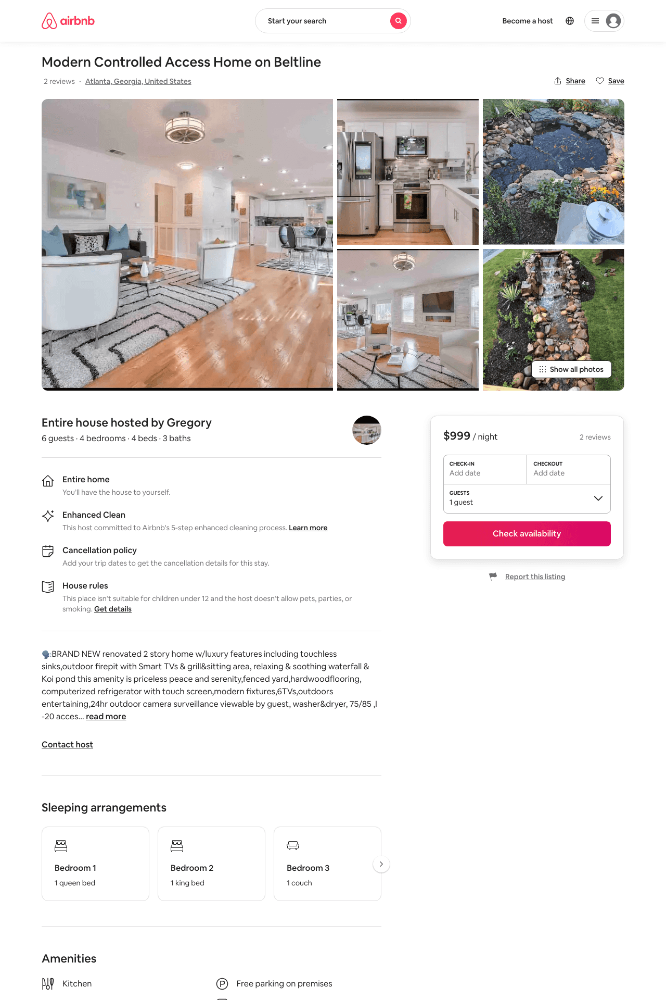 airbnb
Start your search
Become a host
Modern Controlled Access Home on Beltline
2 reviews · Atlanta, Georgia, United States
Share
Save
Show all photos
Entire house hosted by Gregory
6 guests · 4 bedrooms · 4 beds · 3 baths
Entire home
You’ll have the house to yourself.
Enhanced Clean
This host committed to Airbnb's 5-step enhanced cleaning process. Learn more
Cancellation policy
Add your trip dates to get the cancellation details for this stay.
House rules
This place isn’t suitable for children under 12 and the host doesn’t allow pets, parties, or
smoking. Get details
$999 / night
2 reviews
CHECK-IN
Add date
CHECKOUT
Add date
GUESTS
1 guest
Check availability
Report this listing
🗣BRAND NEW renovated 2 story home w/luxury features including touchless
sinks,outdoor firepit with Smart TVs & grill&sitting area, relaxing & soothing waterfall &
Koi pond this amenity is priceless peace and serenity,fenced yard,hardwoodflooring,
computerized refrigerator with touch screen,modern fixtures,6TVs,outdoors
entertaining,24hr outdoor camera surveillance viewable by guest, washer&dryer, 75/85 ,I
-20 acces... read more
Contact host
Sleeping arrangements
Bedroom 1
1 queen bed
Bedroom 2
1 king bed
Bedroom 3
1 couch
Amenities
Kitchen
Free parking on premises